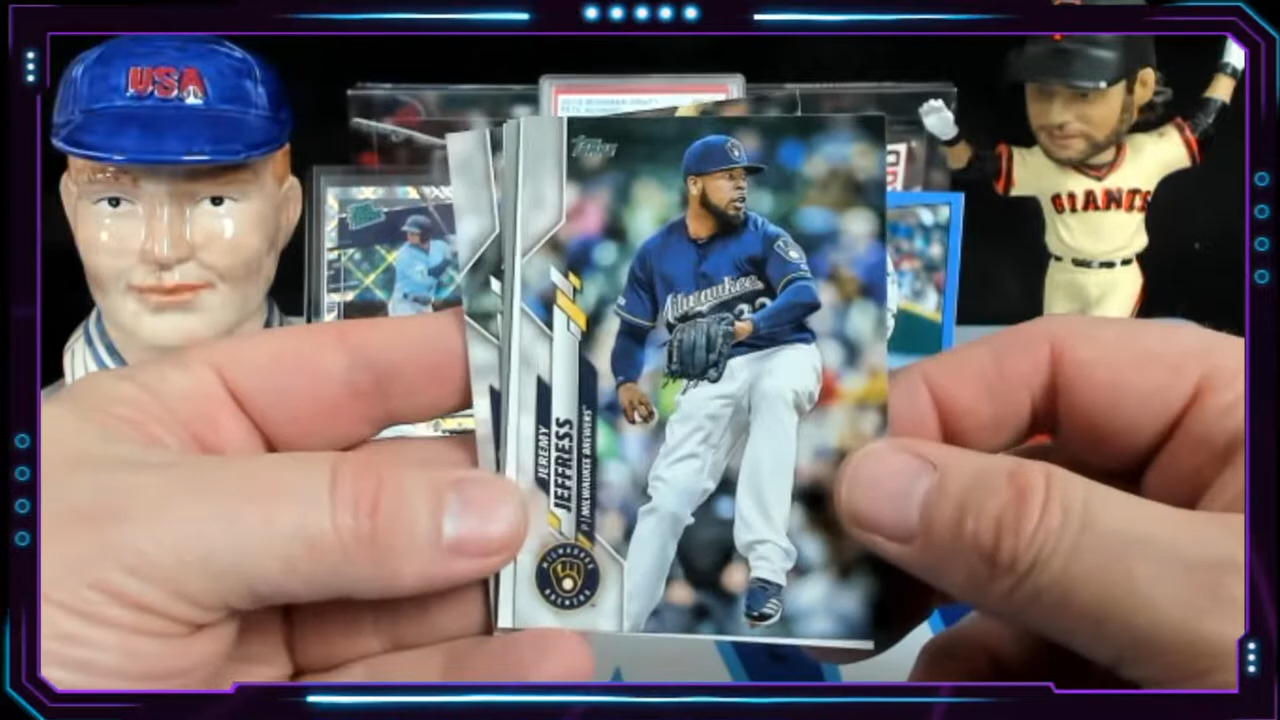 USA
GIANTS
Topps
Milwaukee
JEREMY
JEFFRESS
P | MILWAUKEE BREWERS
MILWAUKEE
BREWERS